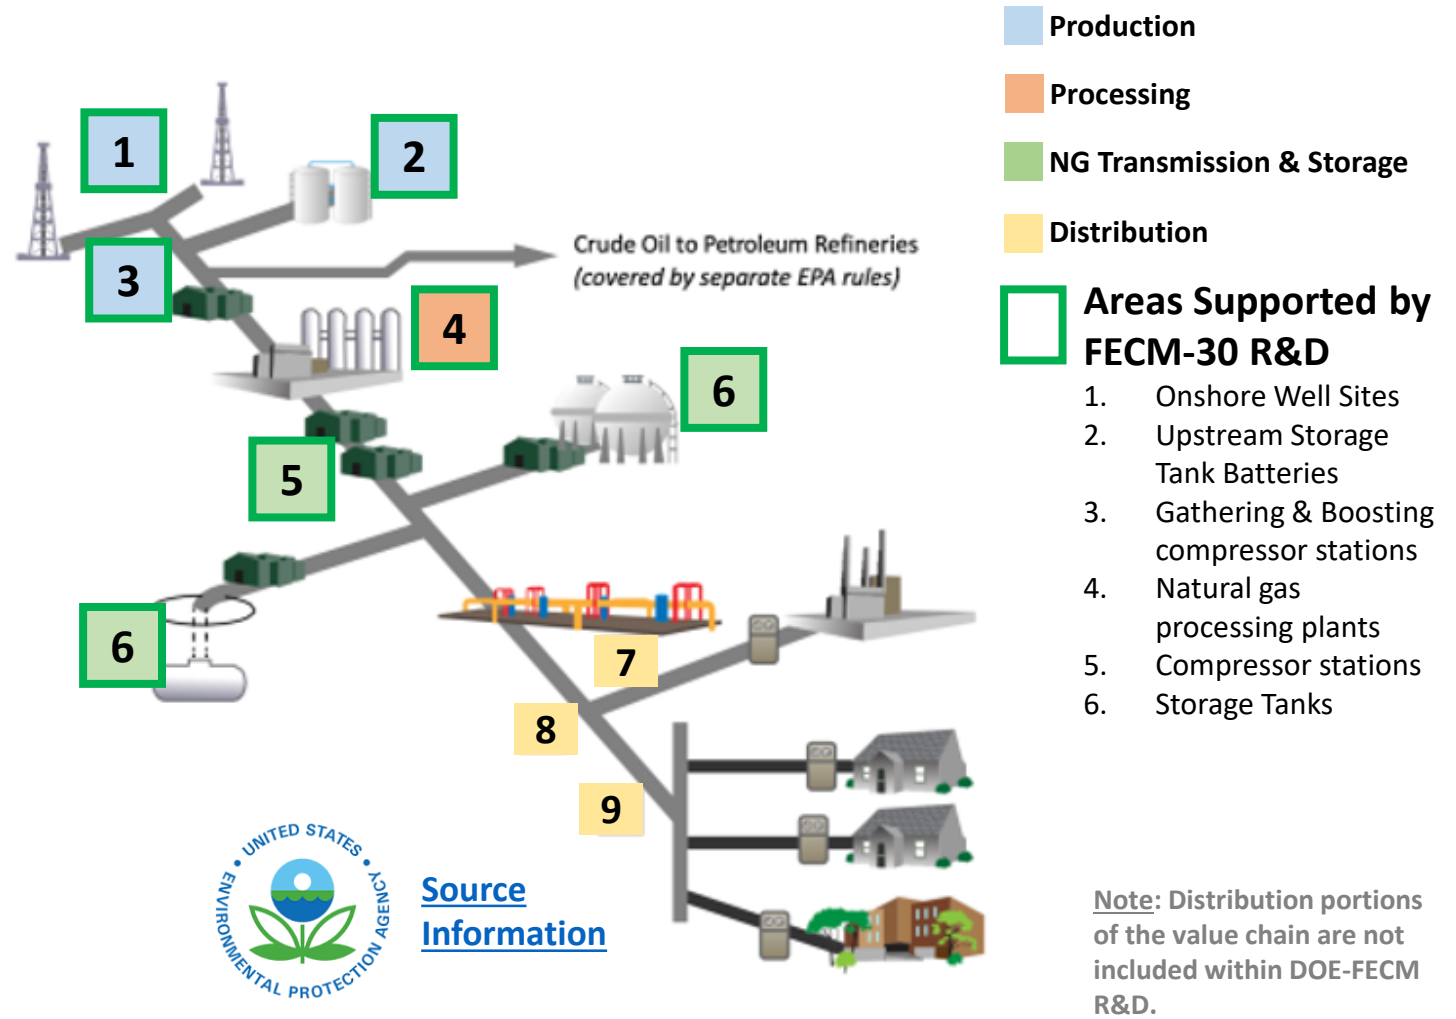 Production
Processing
NG Transmission & Storage
Distribution
Areas Supported by
FECM-30 R&D
1. Onshore Well Sites
2. Upstream Storage
Tank Batteries
3. Gathering & Boosting
compressor stations
4. Natural gas
processing plants
5. Compressor stations
6. Storage Tanks
1
2
3
Crude Oil to Petroleum Refineries
(covered by separate EPA rules)
4
6
5
6
7
8
9
UNITED STATES
ENVIRONMENTAL PROTECTION AGENCY
Source
Information
Note: Distribution portions
of the value chain are not
included within DOE-FECM
R&D.